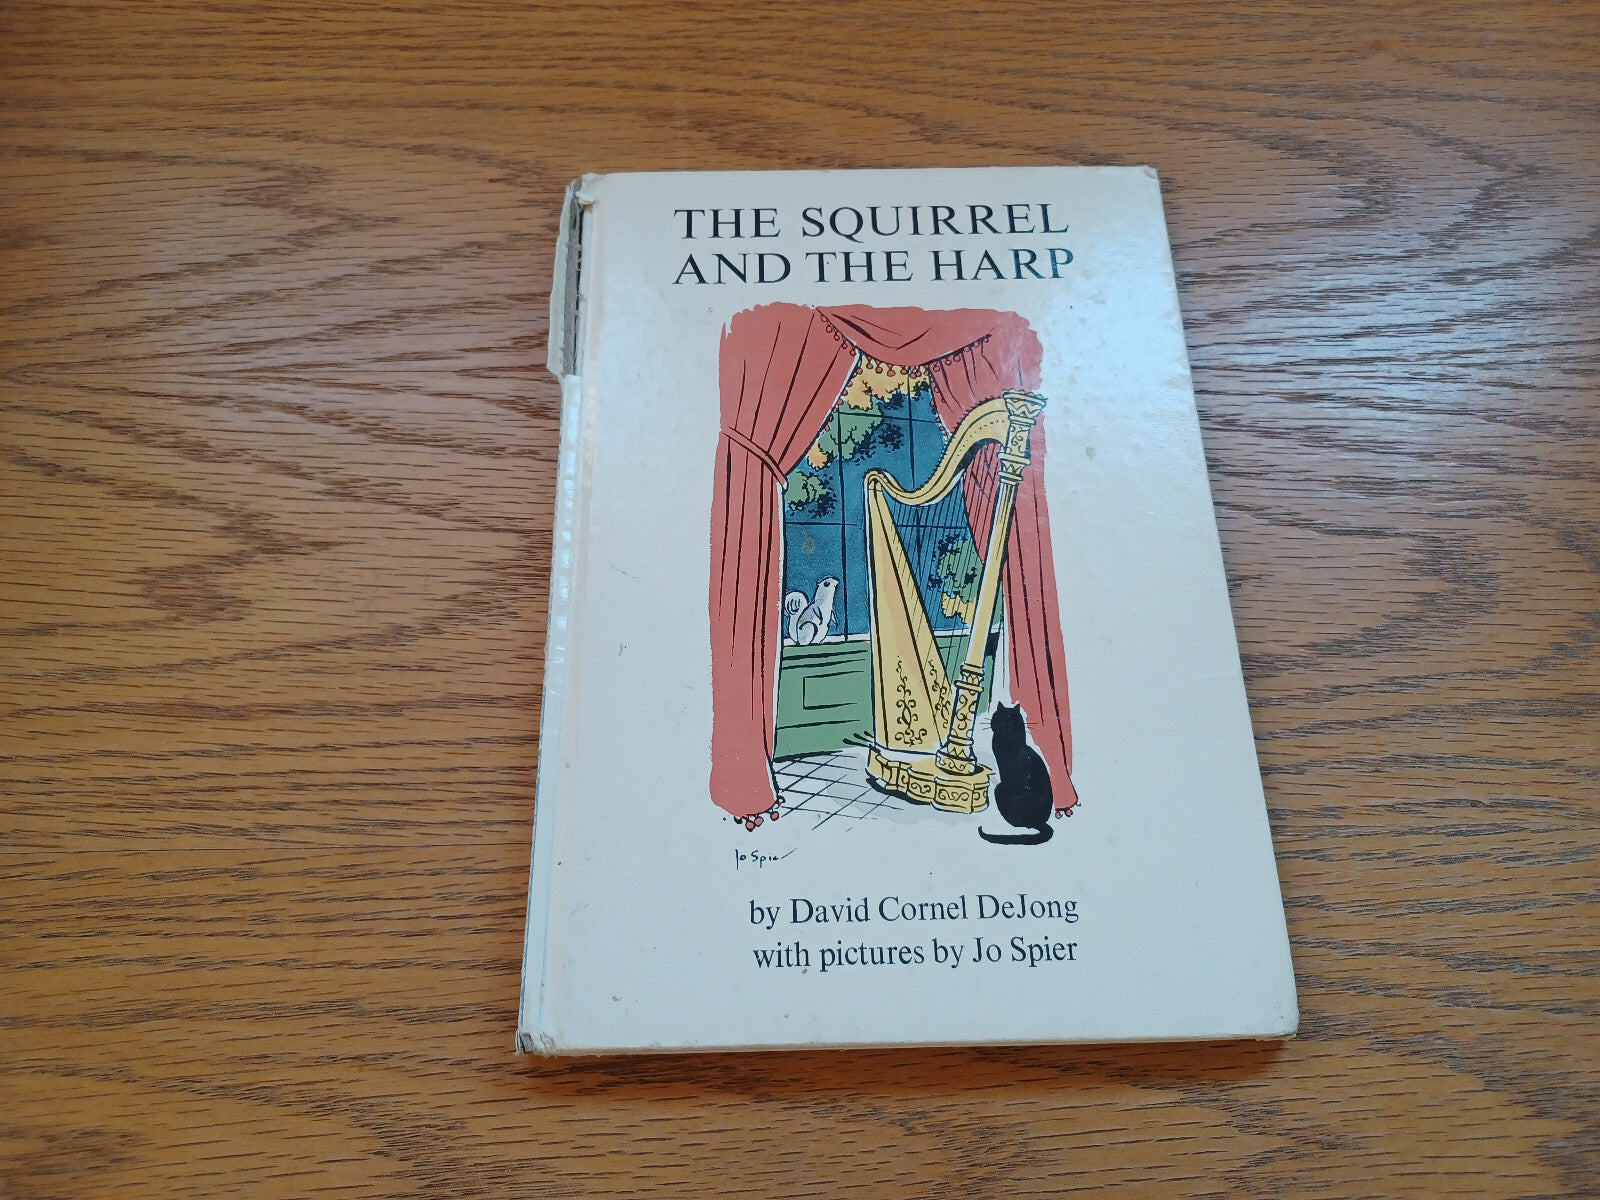 THE SQUIRREL
AND THE HARP
Jo Spier
by David Cornel DeJong
with pictures by Jo Spier